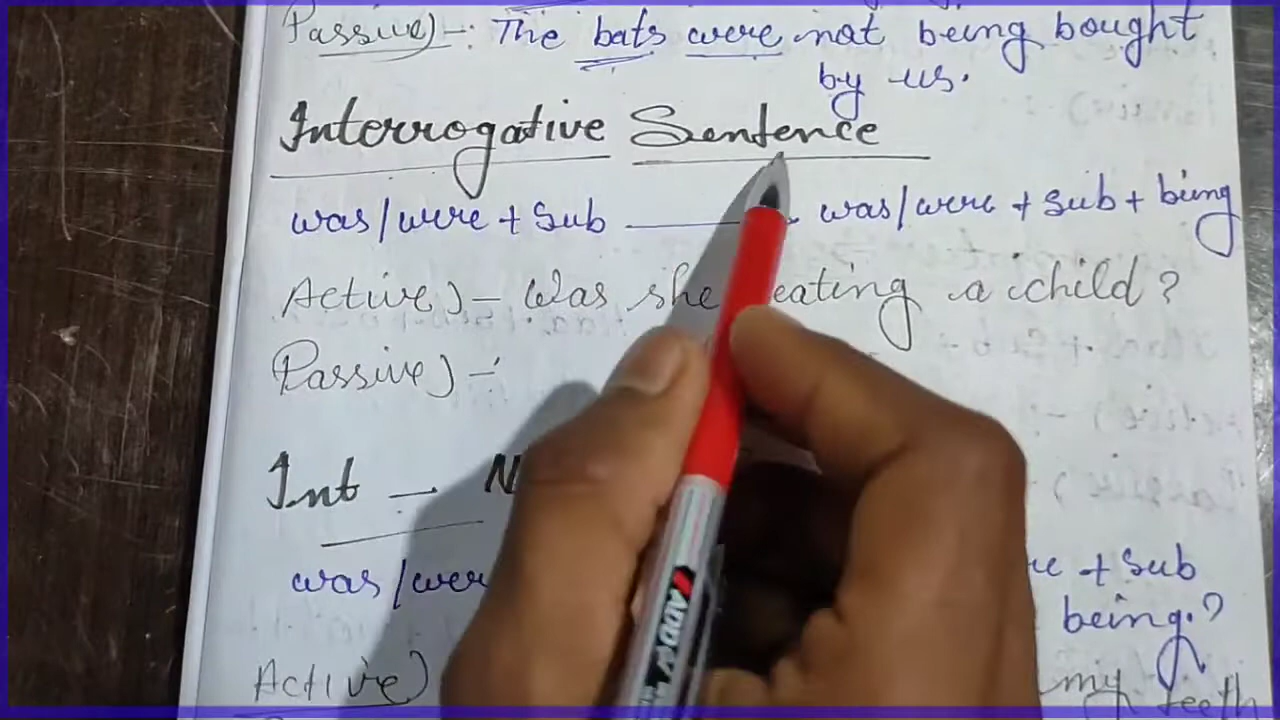 Passive) -: The bats were not being bought
by us.
Interrogative Sentence
was/were + Sub was/were + Sub + being
Active) - Was she eating a child?
Passive) -
Int - N
was/were + Sub
being.?
Active) my teeth
ADD